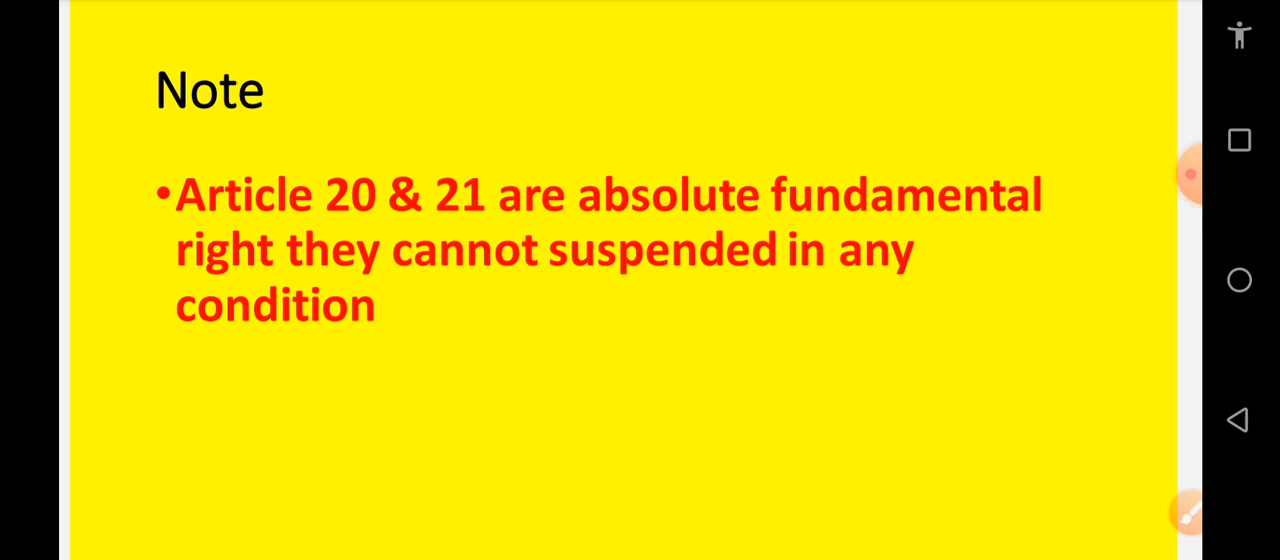 Note
•Article 20 & 21 are absolute fundamental
right they cannot suspended in any
condition